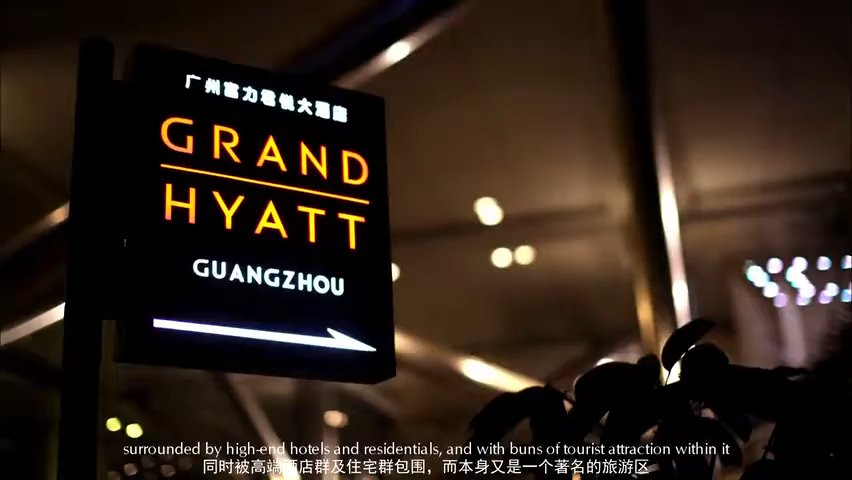 广州富力君悦大酒店
GRAND
HYATT
GUANGZHOU
surrounded by high-end hotels and residentials, and with buns of tourist attraction within it
同时被高端酒店群及住宅群包围，而本身又是一个著名的旅游区